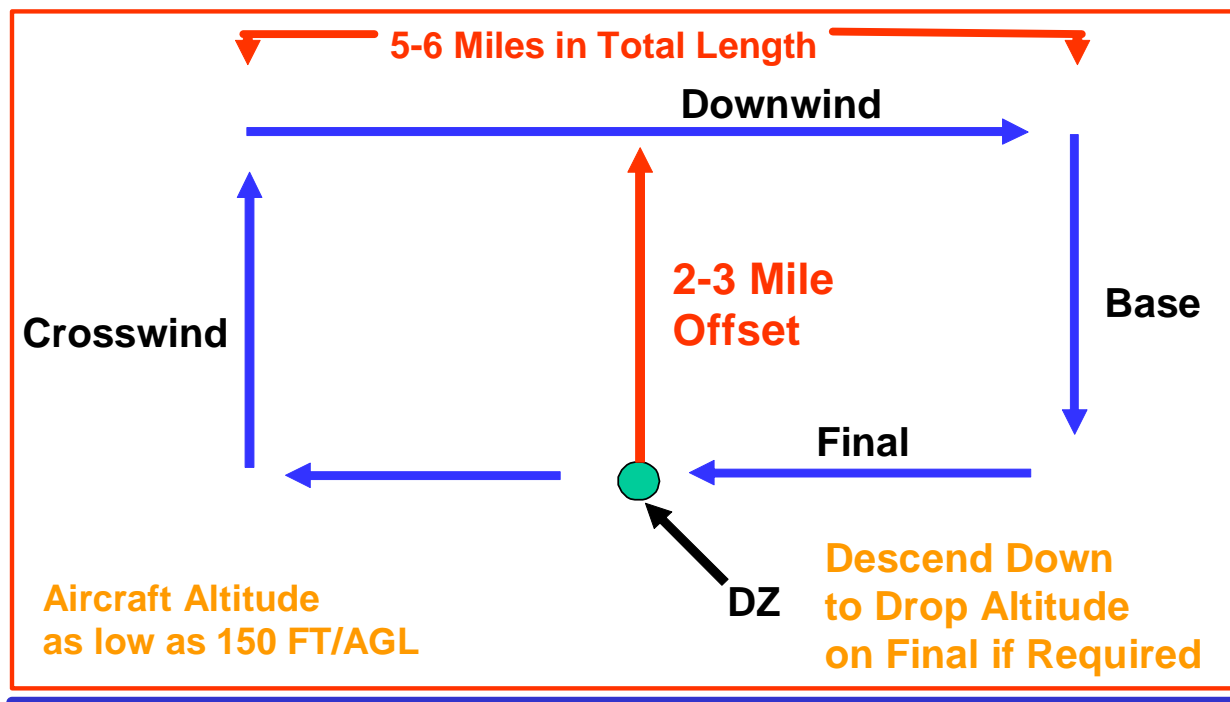 5-6 Miles in Total Length
Downwind
2-3 Mile
Offset
Base
Crosswind
Final
DZ
Descend Down
to Drop Altitude
on Final if Required
Aircraft Altitude
as low as 150 FT/AGL